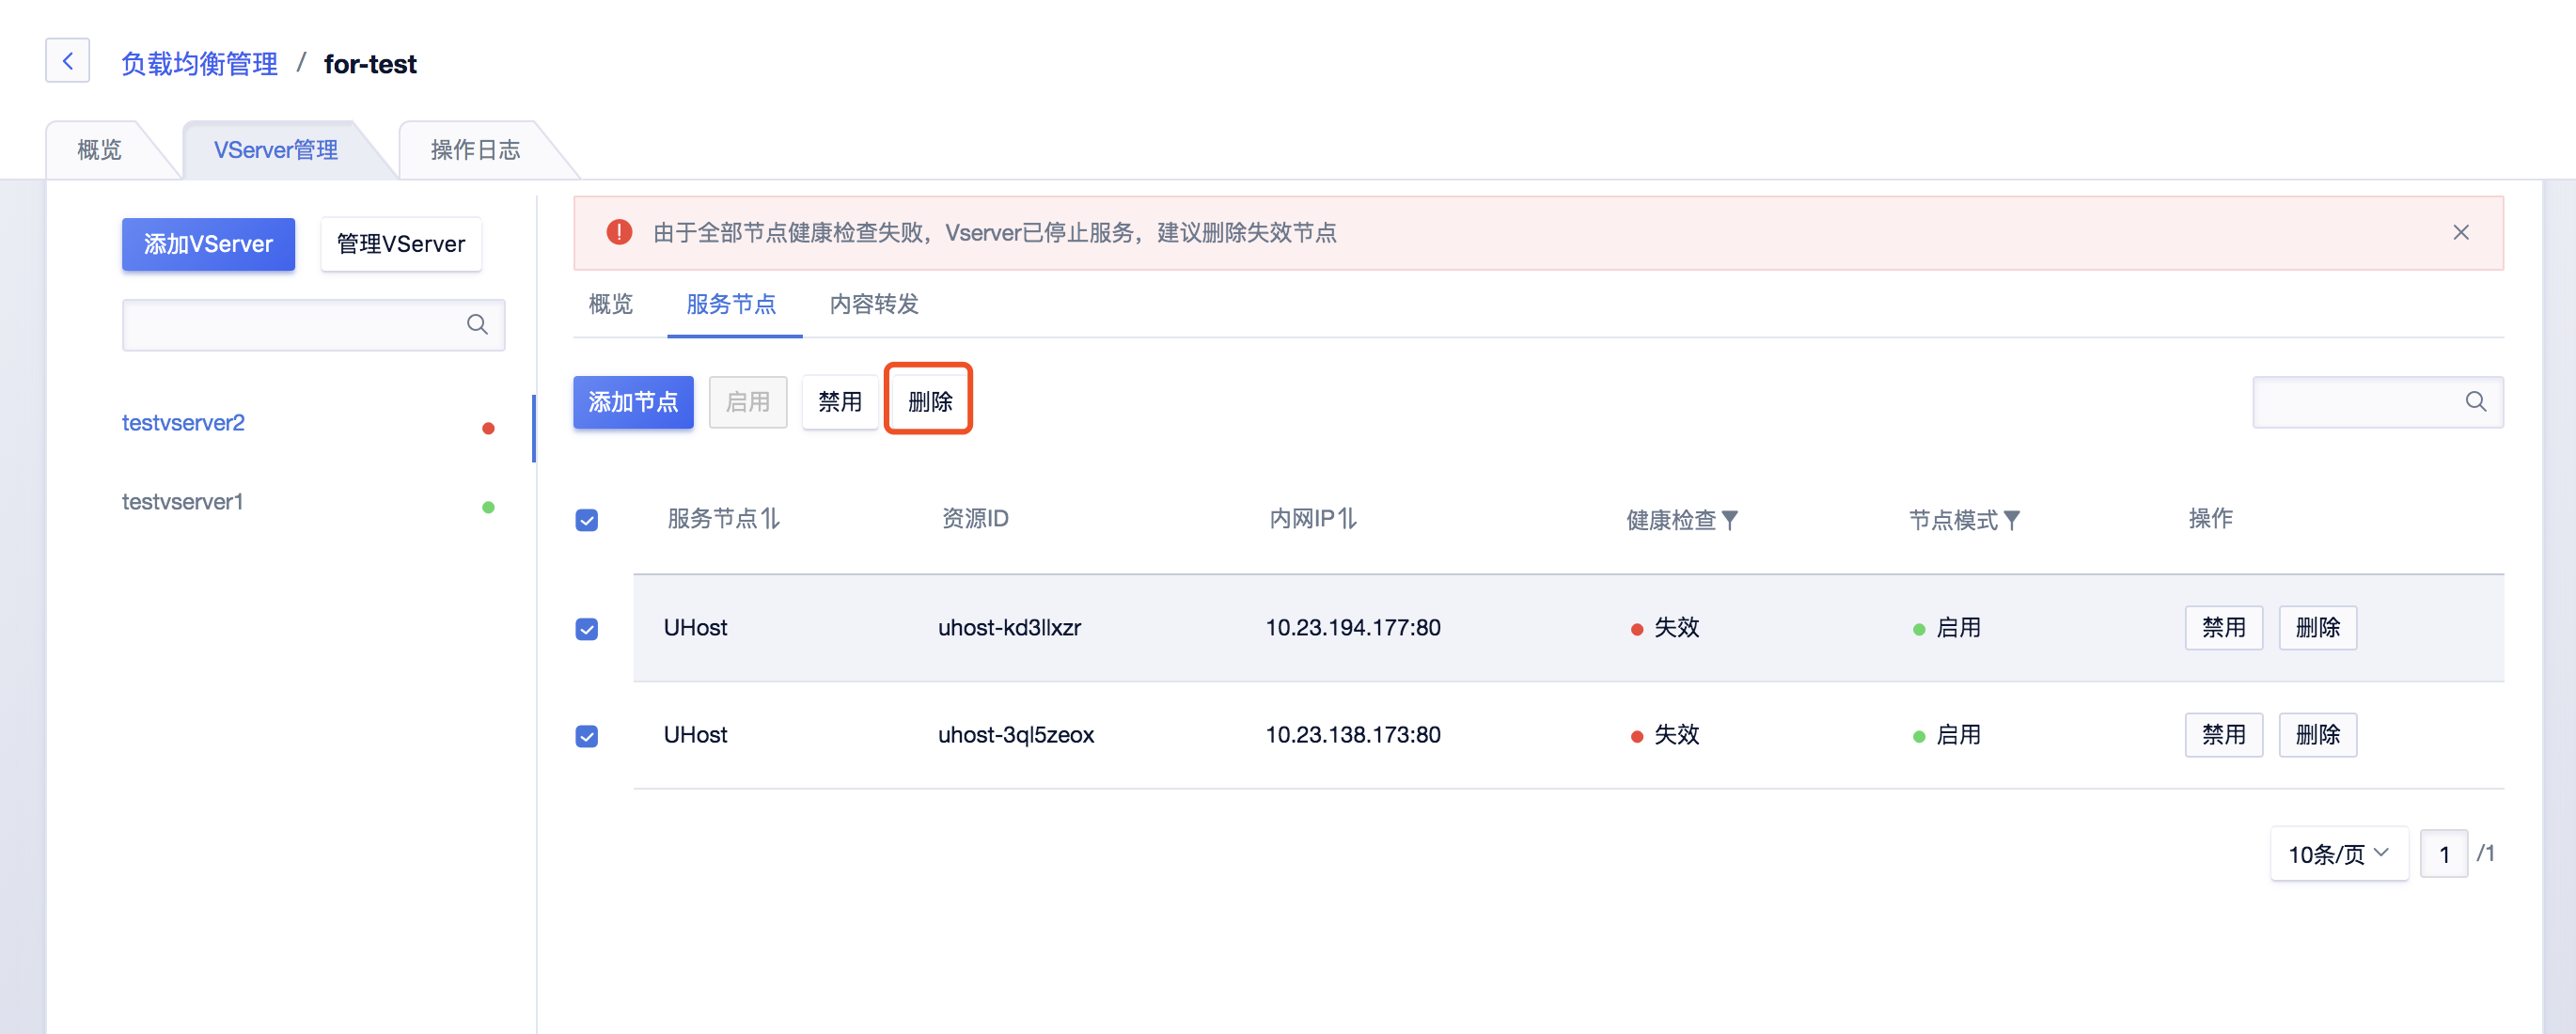 负载均衡管理 / for-test
概览 VServer管理 操作日志
添加VServer 管理VServer
testvserver2
testvserver1
由于全部节点健康检查失败，Vserver已停止服务，建议删除失效节点
概览 服务节点 内容转发
添加节点 启用 禁用 删除
服务节点 资源ID 内网IP 健康检查 节点模式 操作
UHost uhost-kd3llxzr 10.23.194.177:80 失效 启用 禁用 删除
UHost uhost-3ql5zeox 10.23.138.173:80 失效 启用 禁用 删除
10条/页 1 /1